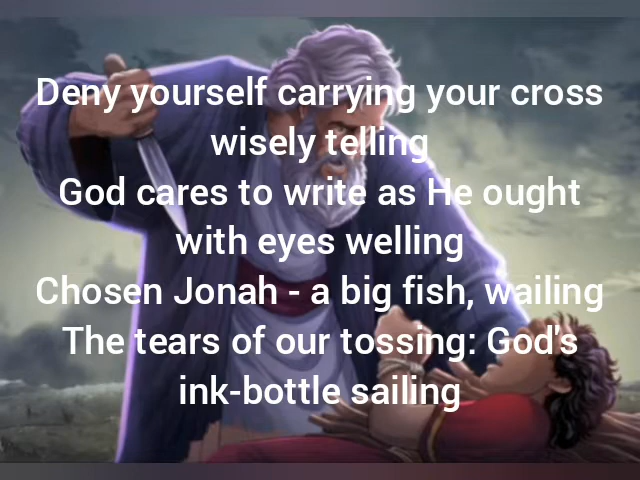 Deny yourself carrying your cross
wisely telling
God cares to write as He ought
with eyes welling
Chosen Jonah - a big fish, wailing
The tears of our tossing: God's
ink-bottle sailing